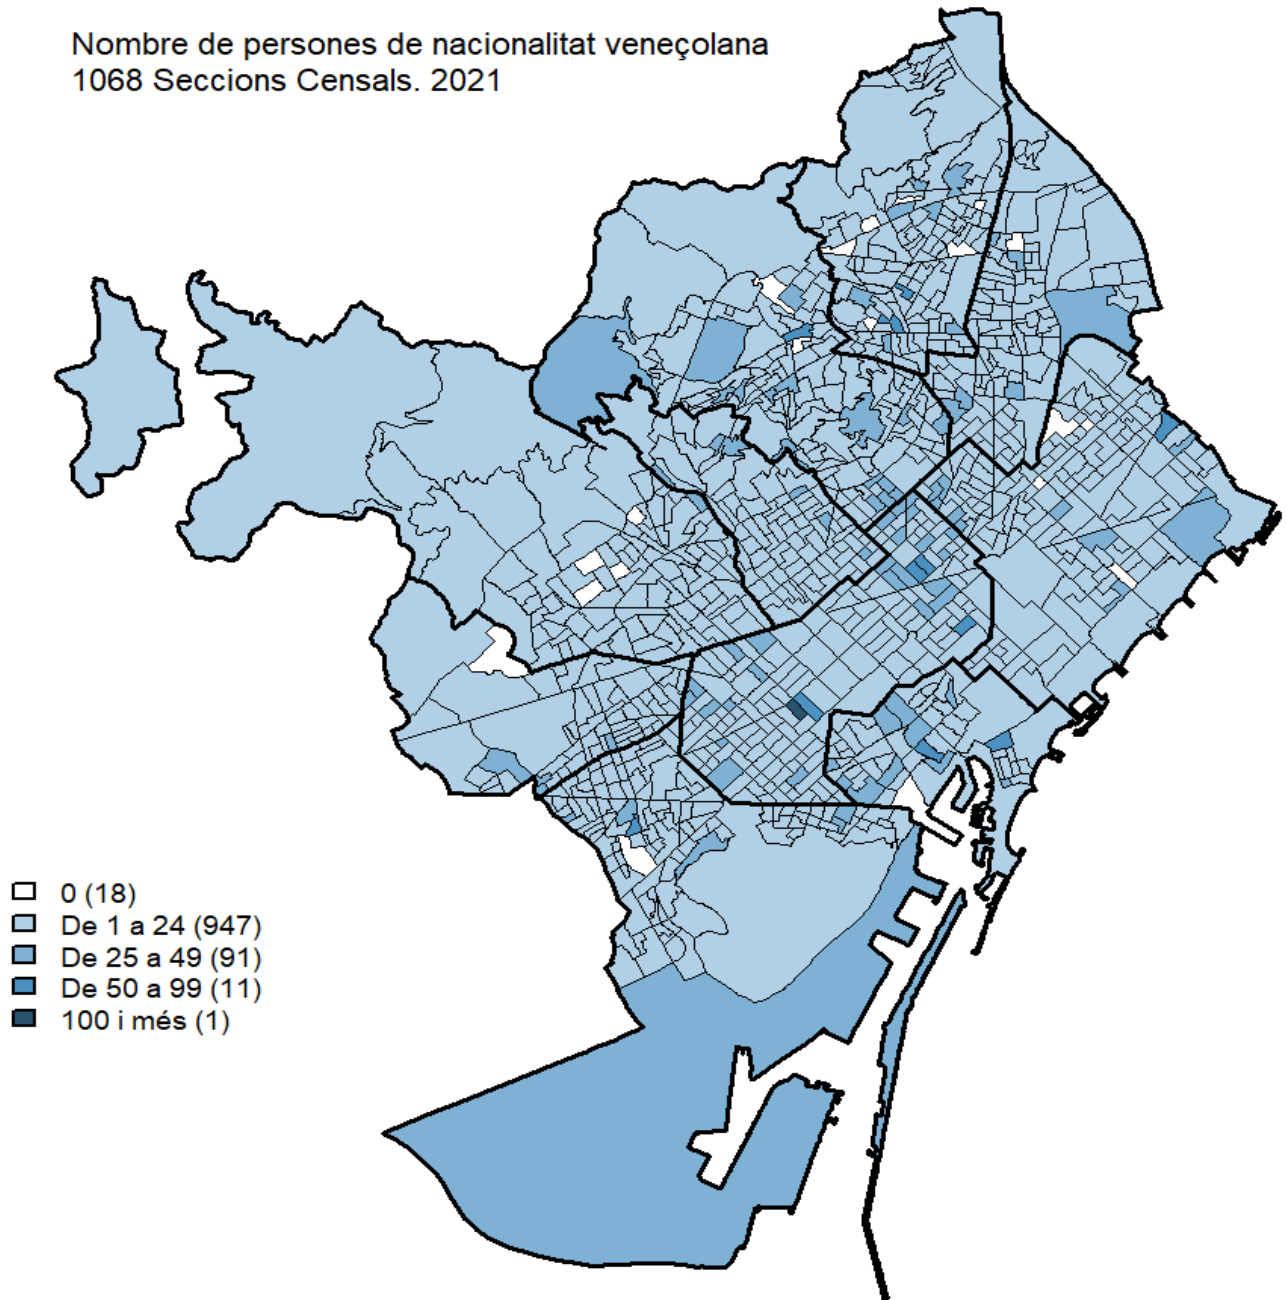 Nombre de persones de nacionalitat veneçolana
1068 Seccions Censals. 2021
0 (18)
De 1 a 24 (947)
De 25 a 49 (91)
De 50 a 99 (11)
100 i més (1)